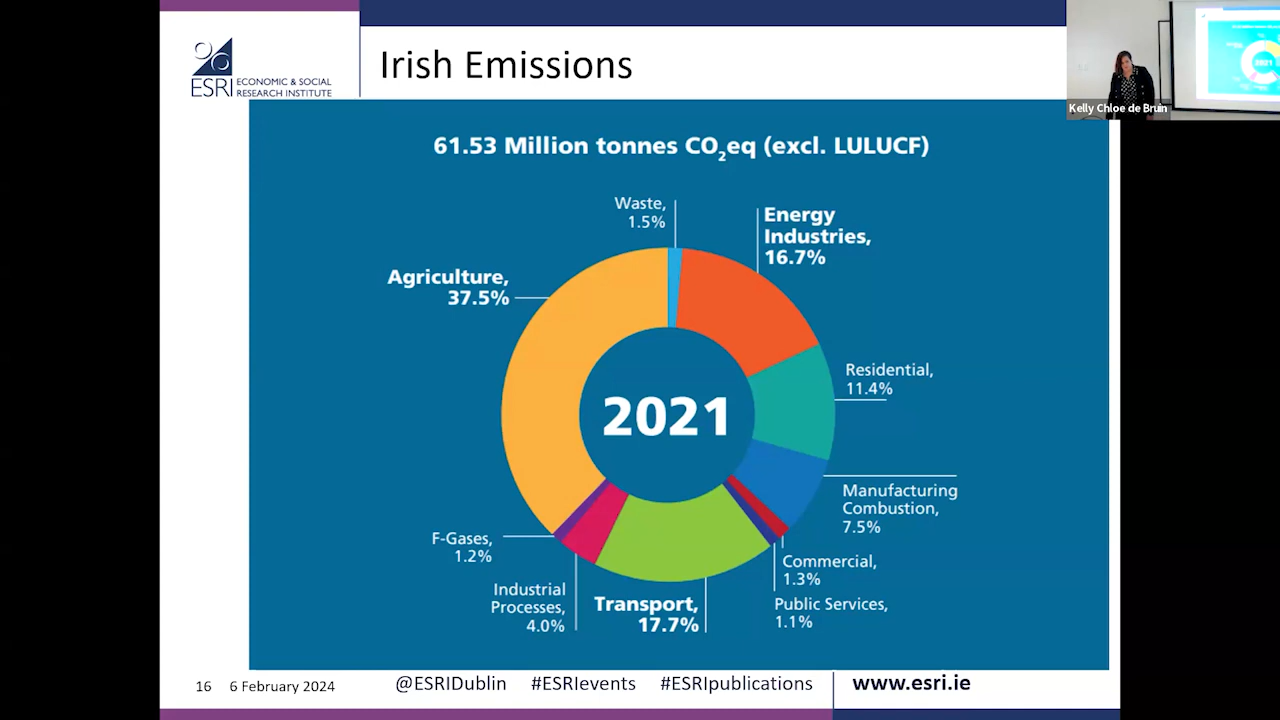 ESRI ECONOMIC & SOCIAL
RESEARCH INSTITUTE
Irish Emissions
Kelly Chloe de Bruin
61.53 Million tonnes CO₂eq (excl. LULUCF)
Waste,
1.5%
Energy
Industries,
16.7%
Agriculture,
37.5%
Residential,
11.4%
2021
Manufacturing
Combustion,
7.5%
F-Gases,
1.2%
Commercial,
1.3%
Industrial
Processes,
4.0%
Transport,
17.7%
Public Services,
1.1%
2021
16 6 February 2024 @ESRIDublin #ESRIevents #ESRIpublications www.esri.ie